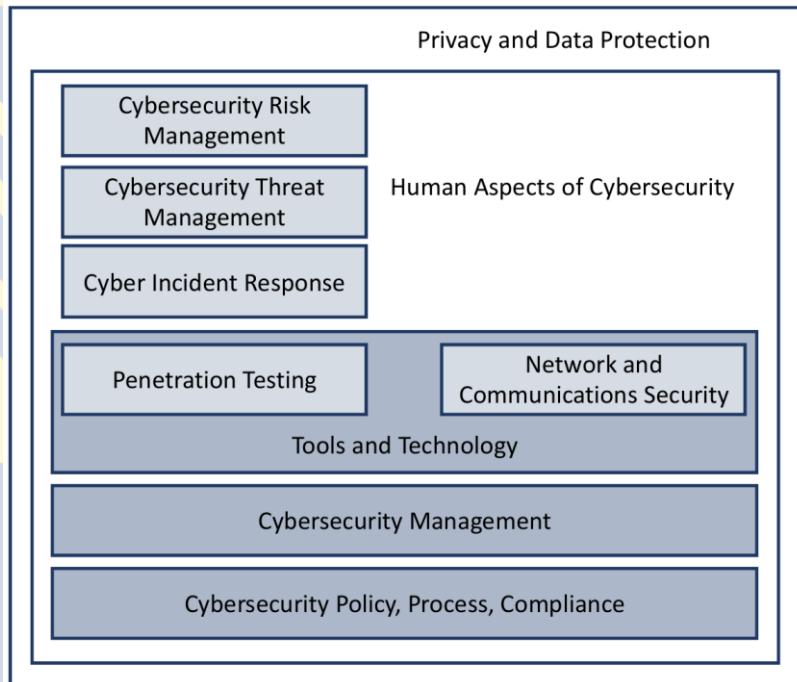 Privacy and Data Protection
Cybersecurity Risk
Management
Cybersecurity Threat
Management
Human Aspects of Cybersecurity
Cyber Incident Response
Penetration Testing
Network and
Communications Security
Tools and Technology
Cybersecurity Management
Cybersecurity Policy, Process, Compliance